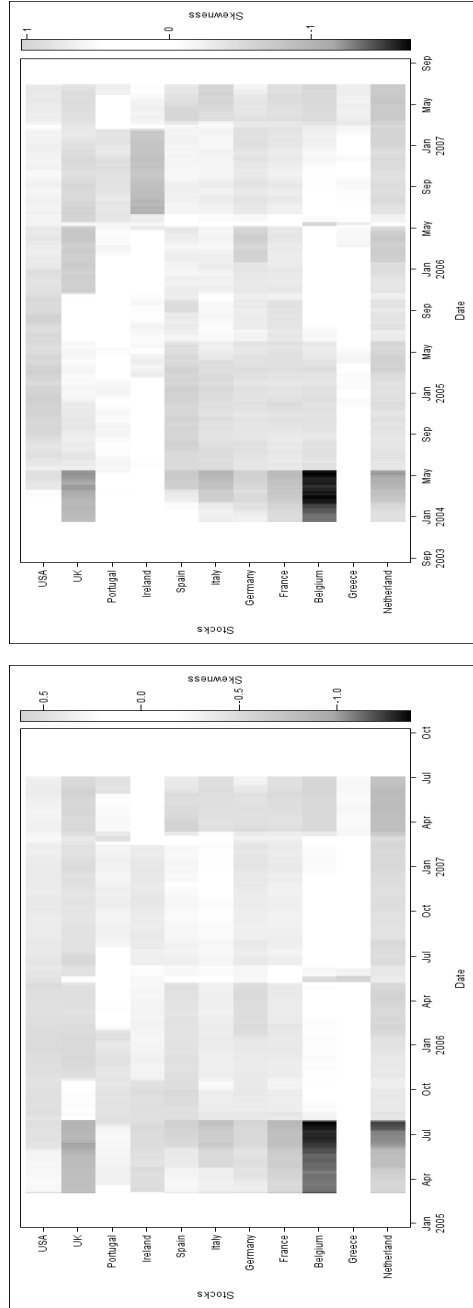 Skewness
1
0
-1
USA
UK
Portugal
Ireland
Spain
Italy
Germany
France
Belgium
Greece
Netherland
Stocks
Sep
Jan
May
Sep
Jan
May
Sep
Jan
May
Sep
Jan
May
Sep
2003
2004
2005
2006
2007
Date
Skewness
0.5
0.0
-0.5
-1.0
USA
UK
Portugal
Ireland
Spain
Italy
Germany
France
Belgium
Greece
Netherland
Stocks
Jan
Apr
Jul
Oct
Jan
Apr
Jul
Oct
Jan
Apr
Jul
Oct
2005
2006
2007
Date